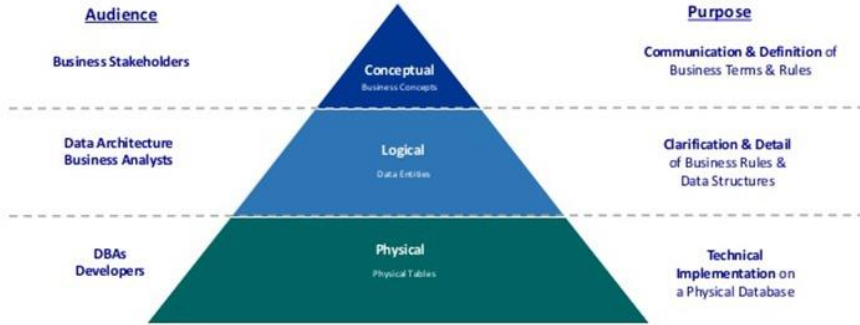 Audience
Purpose
Business Stakeholders
Conceptual
Business Concepts
Communication & Definition of
Business Terms & Rules
Data Architecture
Business Analysts
Logical
Data Entities
Clarification & Detail
of Business Rules &
Data Structures
DBAs
Developers
Physical
Physical Tables
Technical
Implementation on
a Physical Database